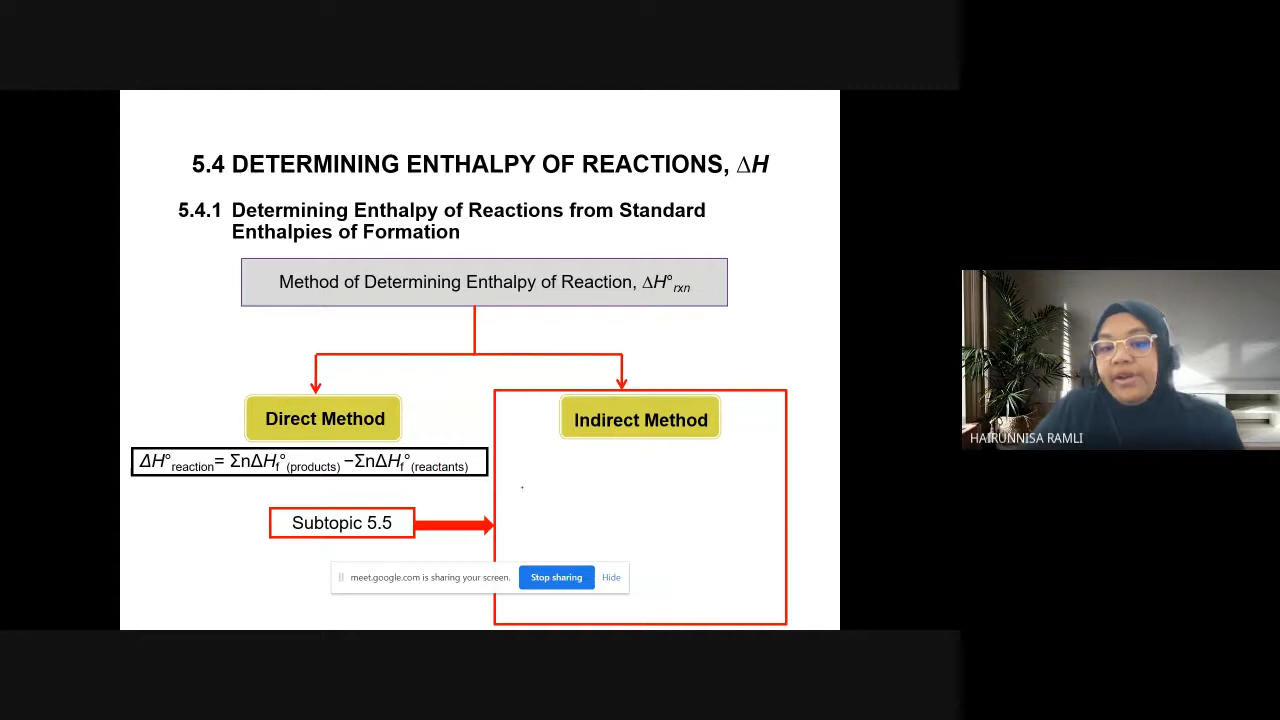 5.4 DETERMINING ENTHALPY OF REACTIONS, ΔH
5.4.1 Determining Enthalpy of Reactions from Standard
Enthalpies of Formation
Method of Determining Enthalpy of Reaction, ΔH°rxn
Direct Method
Indirect Method
ΔH°reaction= ΣnΔHf°(products) −ΣnΔHf°(reactants)
Subtopic 5.5
meet.google.com is sharing your screen.
Stop sharing
Hide
HAIRUNNISA RAMLI